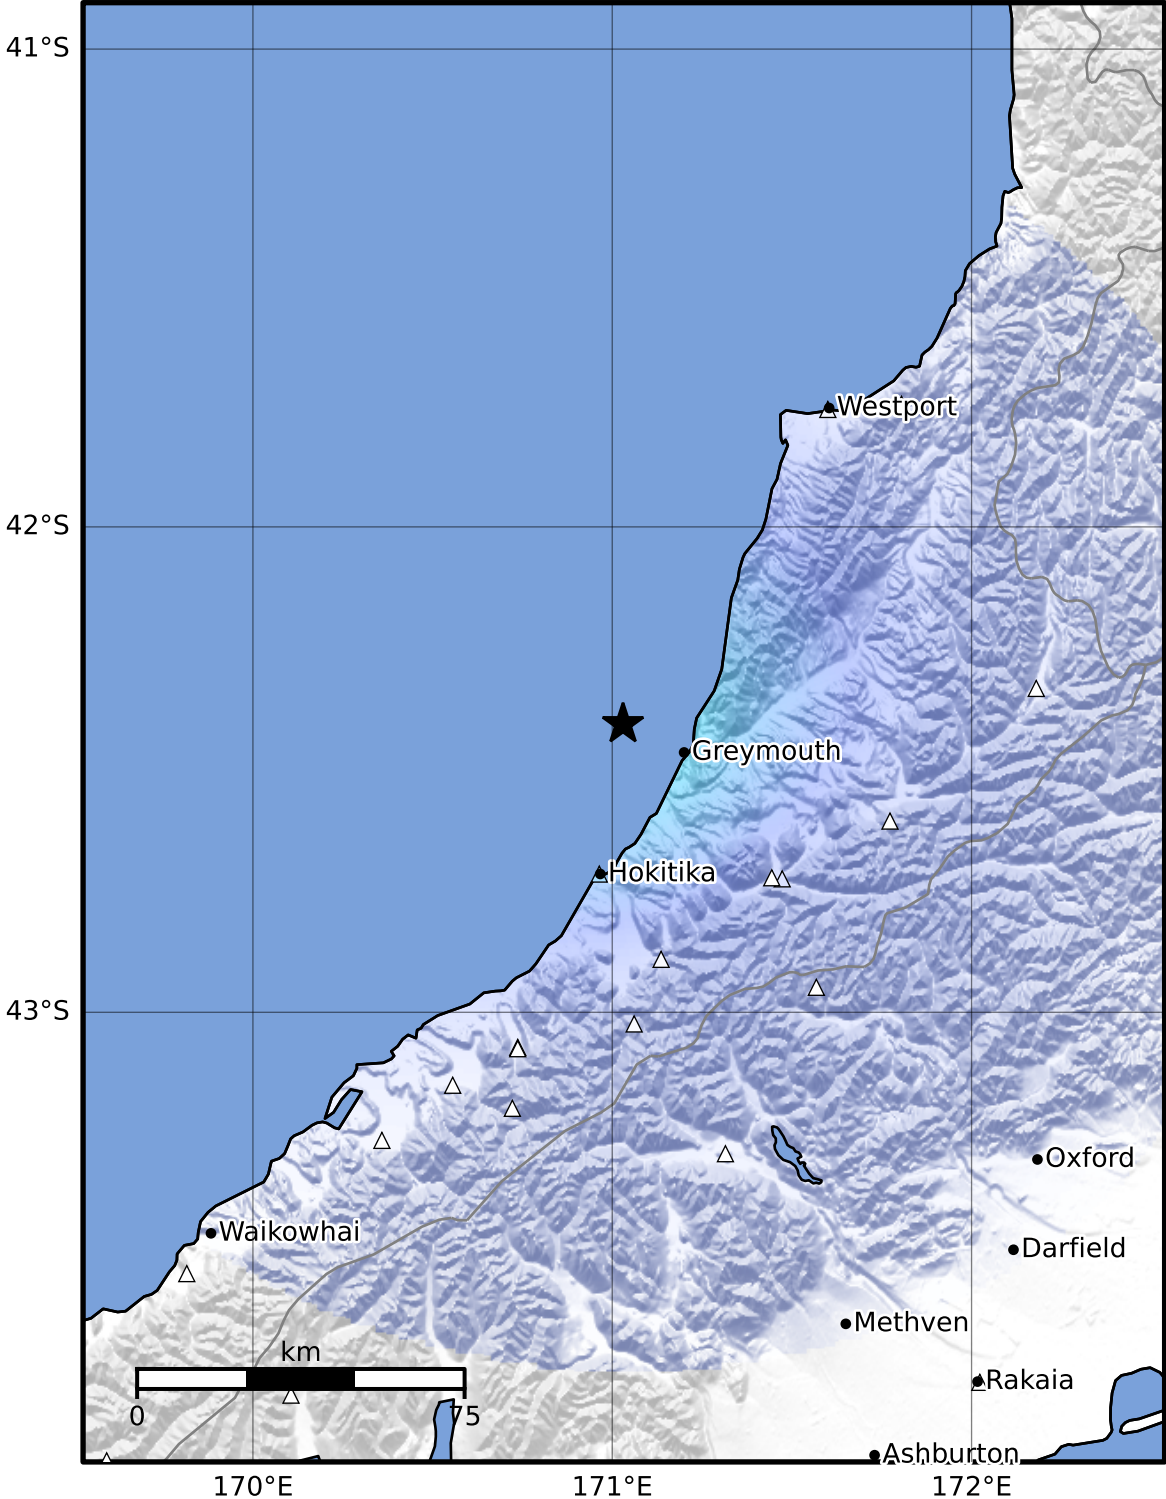 41°S
Westport
42°S
Greymouth
Hokitika
43°S
Oxford
Waikowhai
Darfield
Methven
km
Rakaia
0 75
Ashburton
170°E 171°E 172°E